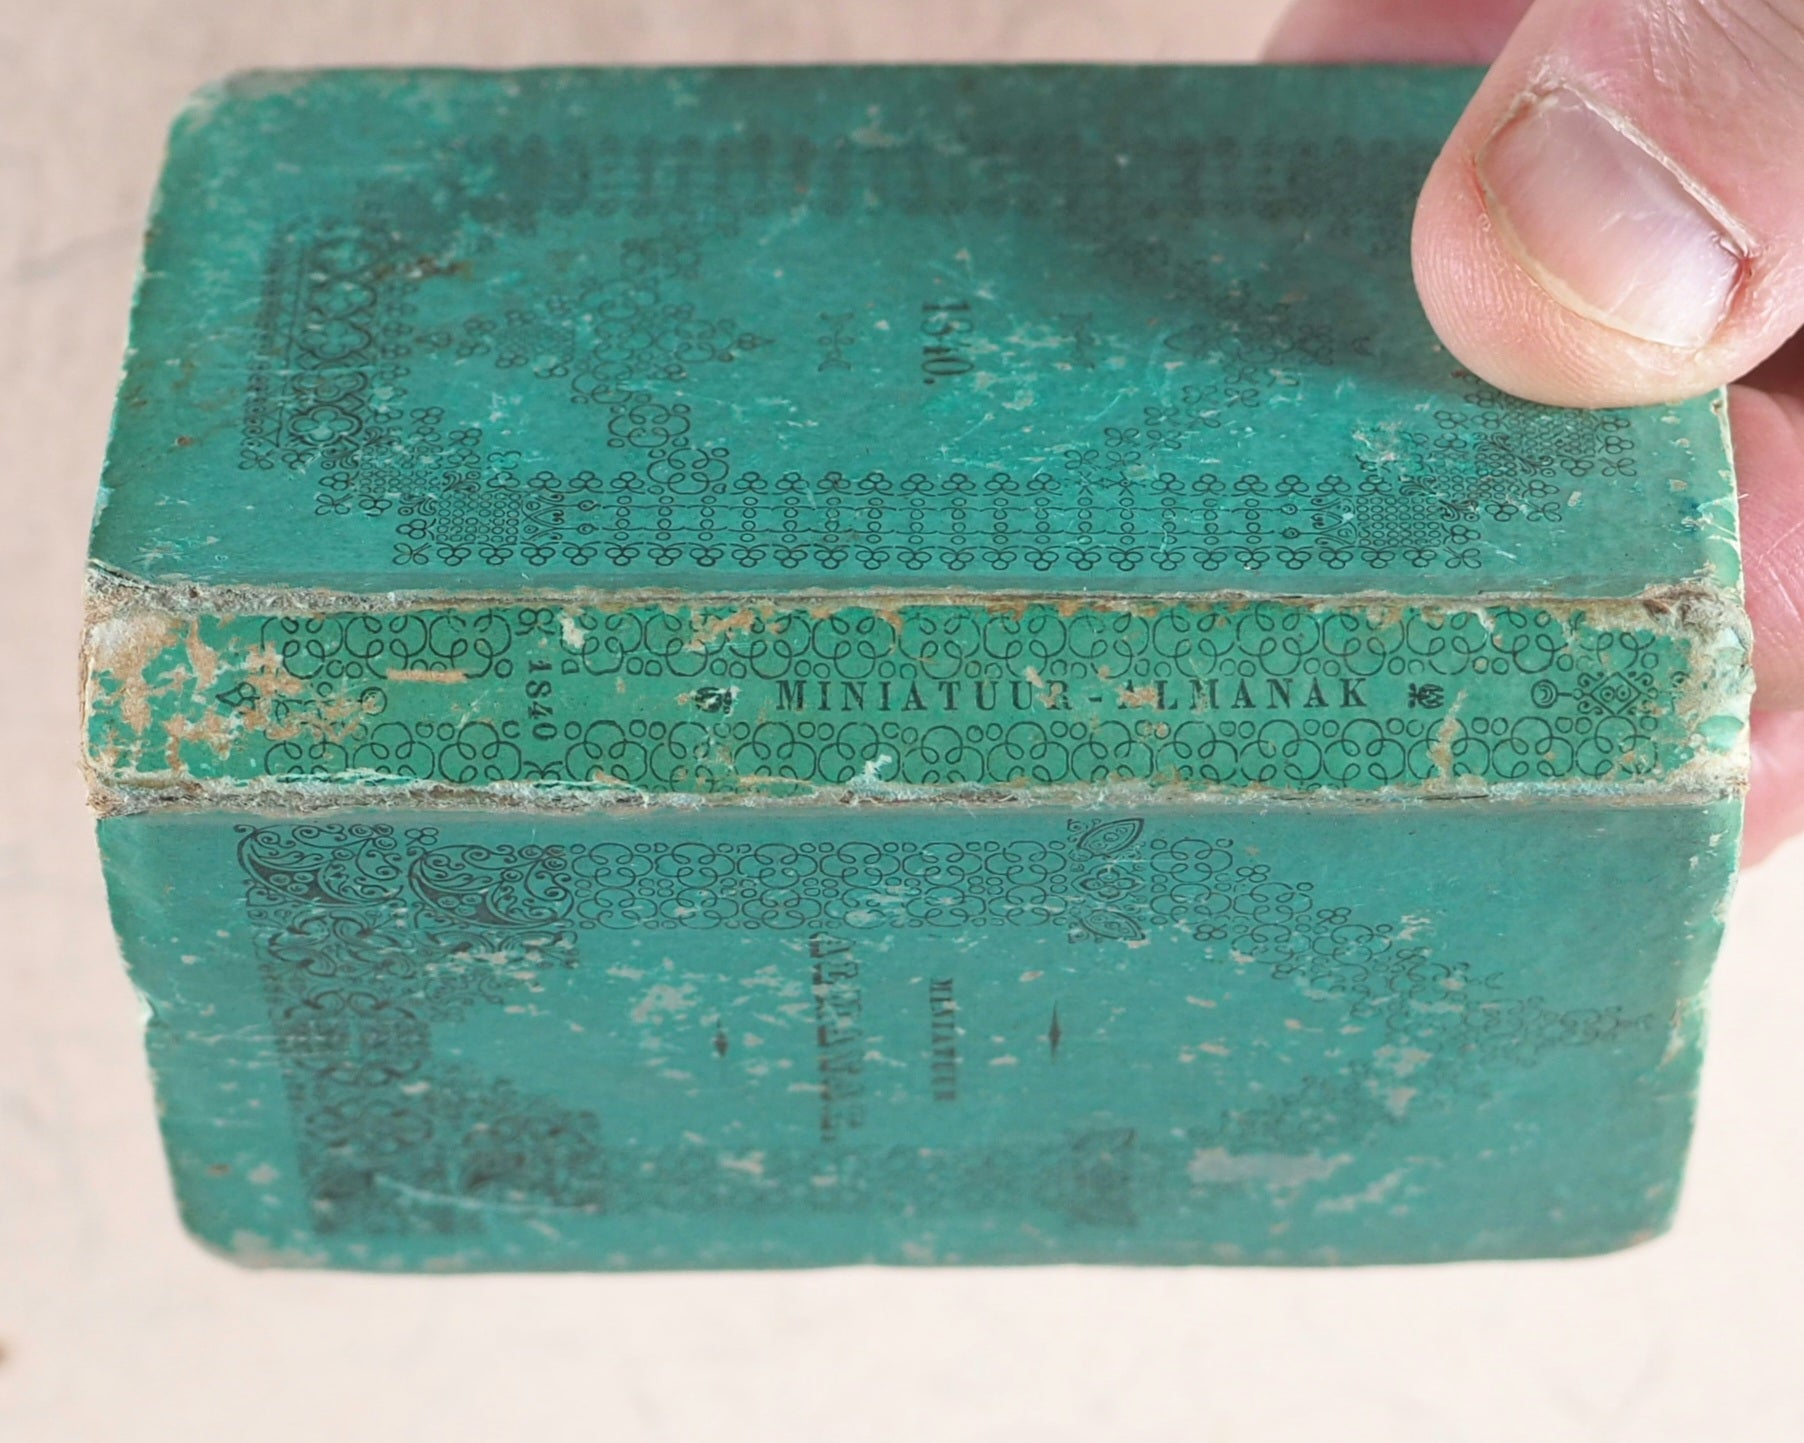 1840.
1840
MINIATUUR-ALMANAK
MINIATUUR
ALMANAK